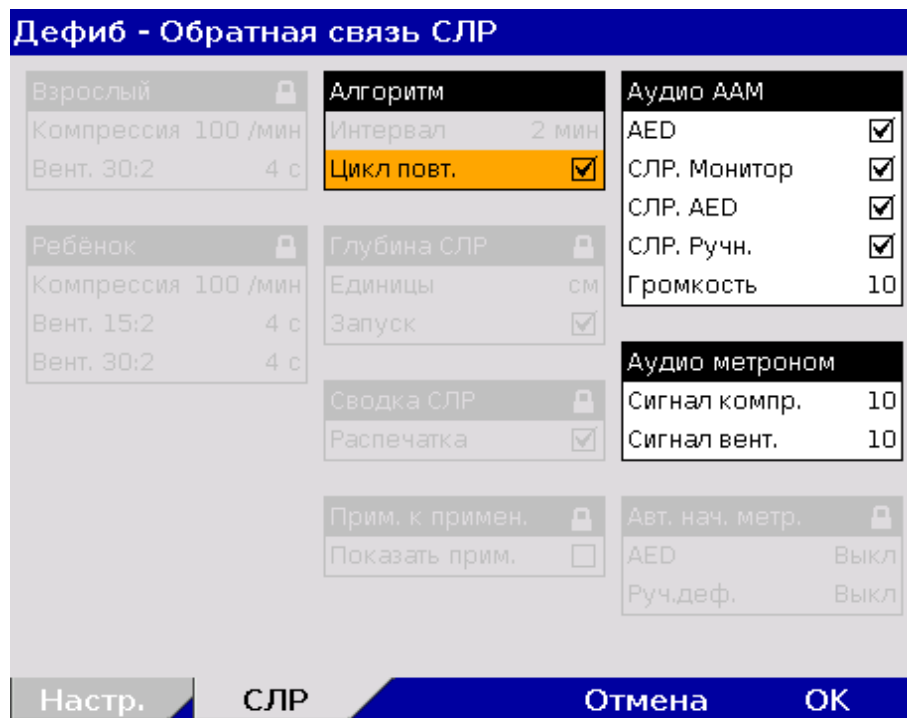 Дефиб - Обратная связь СЛР
Взрослый
Компрессия 100 /мин
Вент. 30:2 4 с
Ребёнок
Компрессия 100 /мин
Вент. 15:2 4 с
Вент. 30:2 4 с
Алгоритм
Интервал 2 мин
Цикл повт.
Глубина СЛР
Единицы см
Запуск
Сводка СЛР
Распечатка
Прим. к примен.
Показать прим.
Аудио ААМ
AED
СЛР. Монитор
СЛР. AED
СЛР. Ручн.
Громкость 10
Аудио метроном
Сигнал компр. 10
Сигнал вент. 10
Авт. нач. метр.
AED Выкл
Руч.деф. Выкл
Настр. СЛР Отмена OK